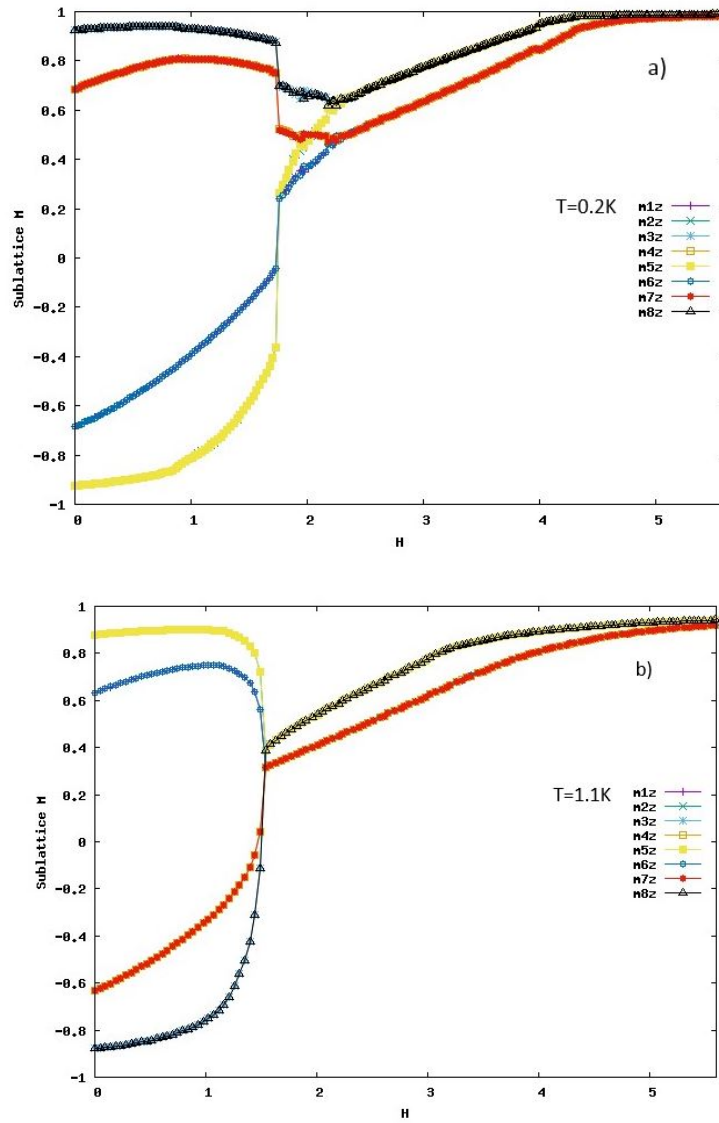 1
a)
0.8
0.6
0.4
T=0.2K
m1z
m2z
0.2
m3z
m4z
0
m5z
m6z
-0.2
m7z
m8z
-0.4
-0.6
-0.8
-1
Sublattice M
0 1 2 3 4 5
H
1
0.8
b)
0.6
0.4
0.2
T=1.1K
m1z
m2z
0
m3z
m4z
-0.2
m5z
m6z
-0.4
m7z
m8z
-0.6
-0.8
-1
Sublattice M
0 1 2 3 4 5
H